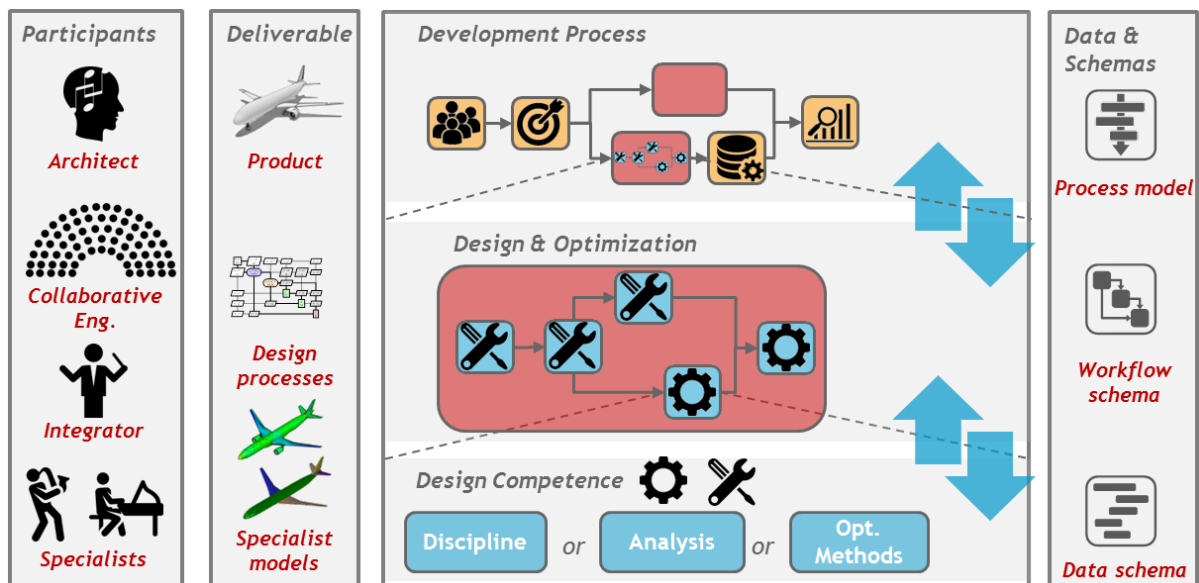 Participants
Architect
Collaborative
Eng.
Integrator
Specialists
Deliverable
Product
Design
processes
Specialist
models
Development Process
Design & Optimization
Design Competence
Discipline
or
Analysis
or
Opt.
Methods
Data &
Schemas
Process model
Workflow
schema
Data schema